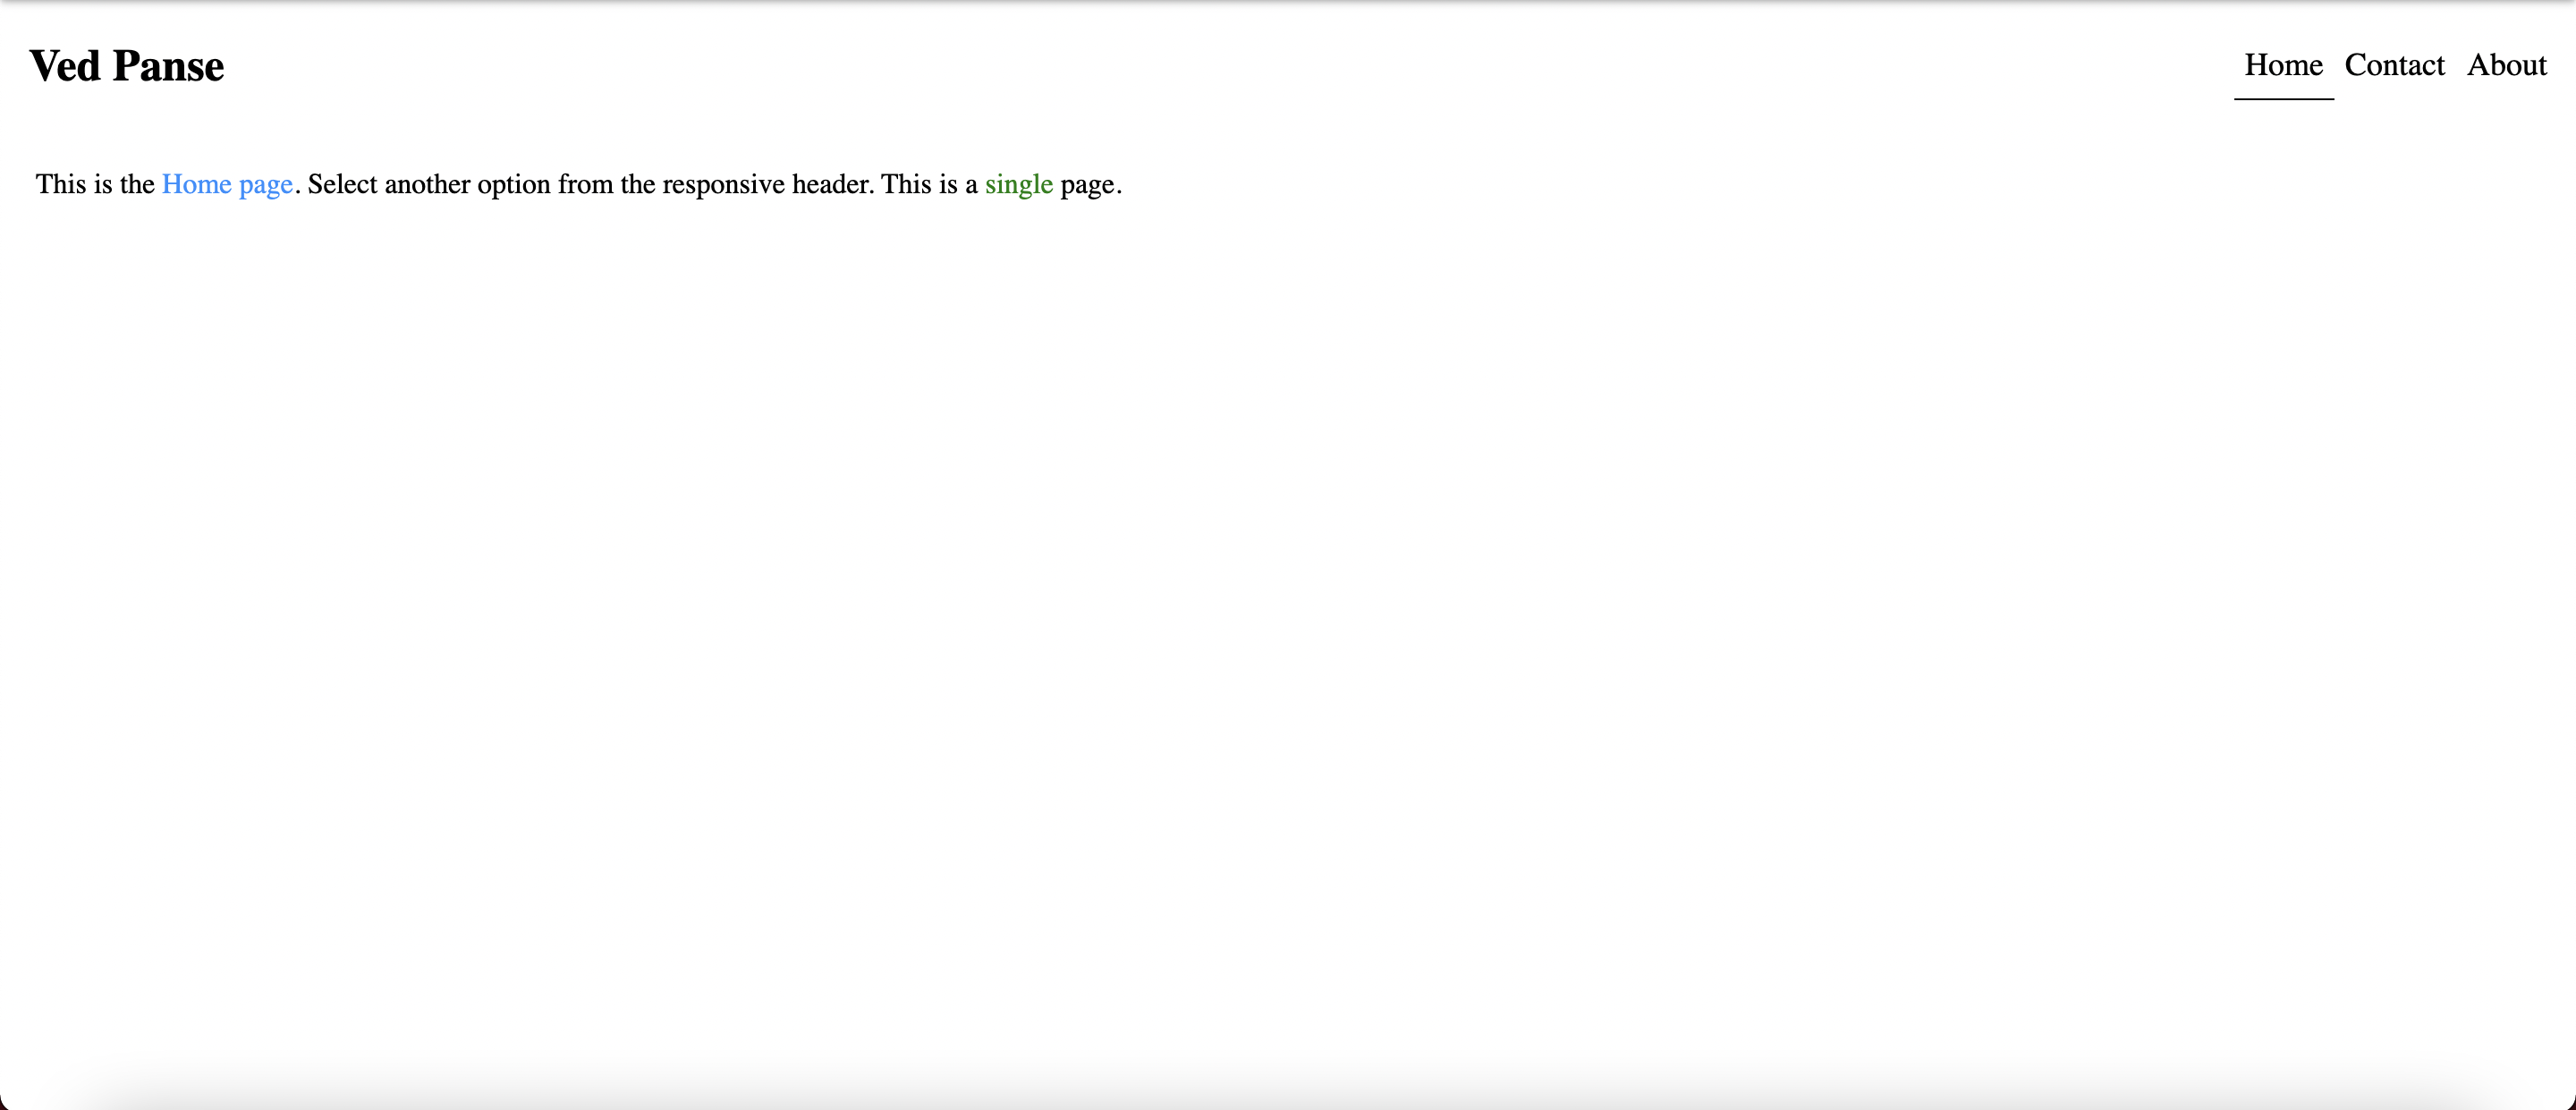 Ved Panse
Home Contact About
This is the Home page. Select another option from the responsive header. This is a single page.